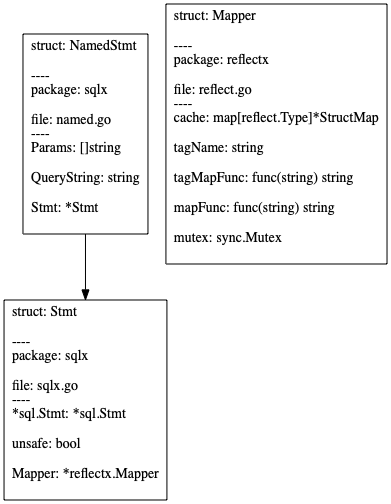 struct: NamedStmt
----
package: sqlx
file: named.go
----
Params: []string
QueryString: string
Stmt: *Stmt
struct: Mapper
----
package: reflectx
file: reflect.go
----
cache: map[reflect.Type]*StructMap
tagName: string
tagMapFunc: func(string) string
mapFunc: func(string) string
mutex: sync.Mutex
struct: Stmt
----
package: sqlx
file: sqlx.go
----
*sql.Stmt: *sql.Stmt
unsafe: bool
Mapper: *reflectx.Mapper